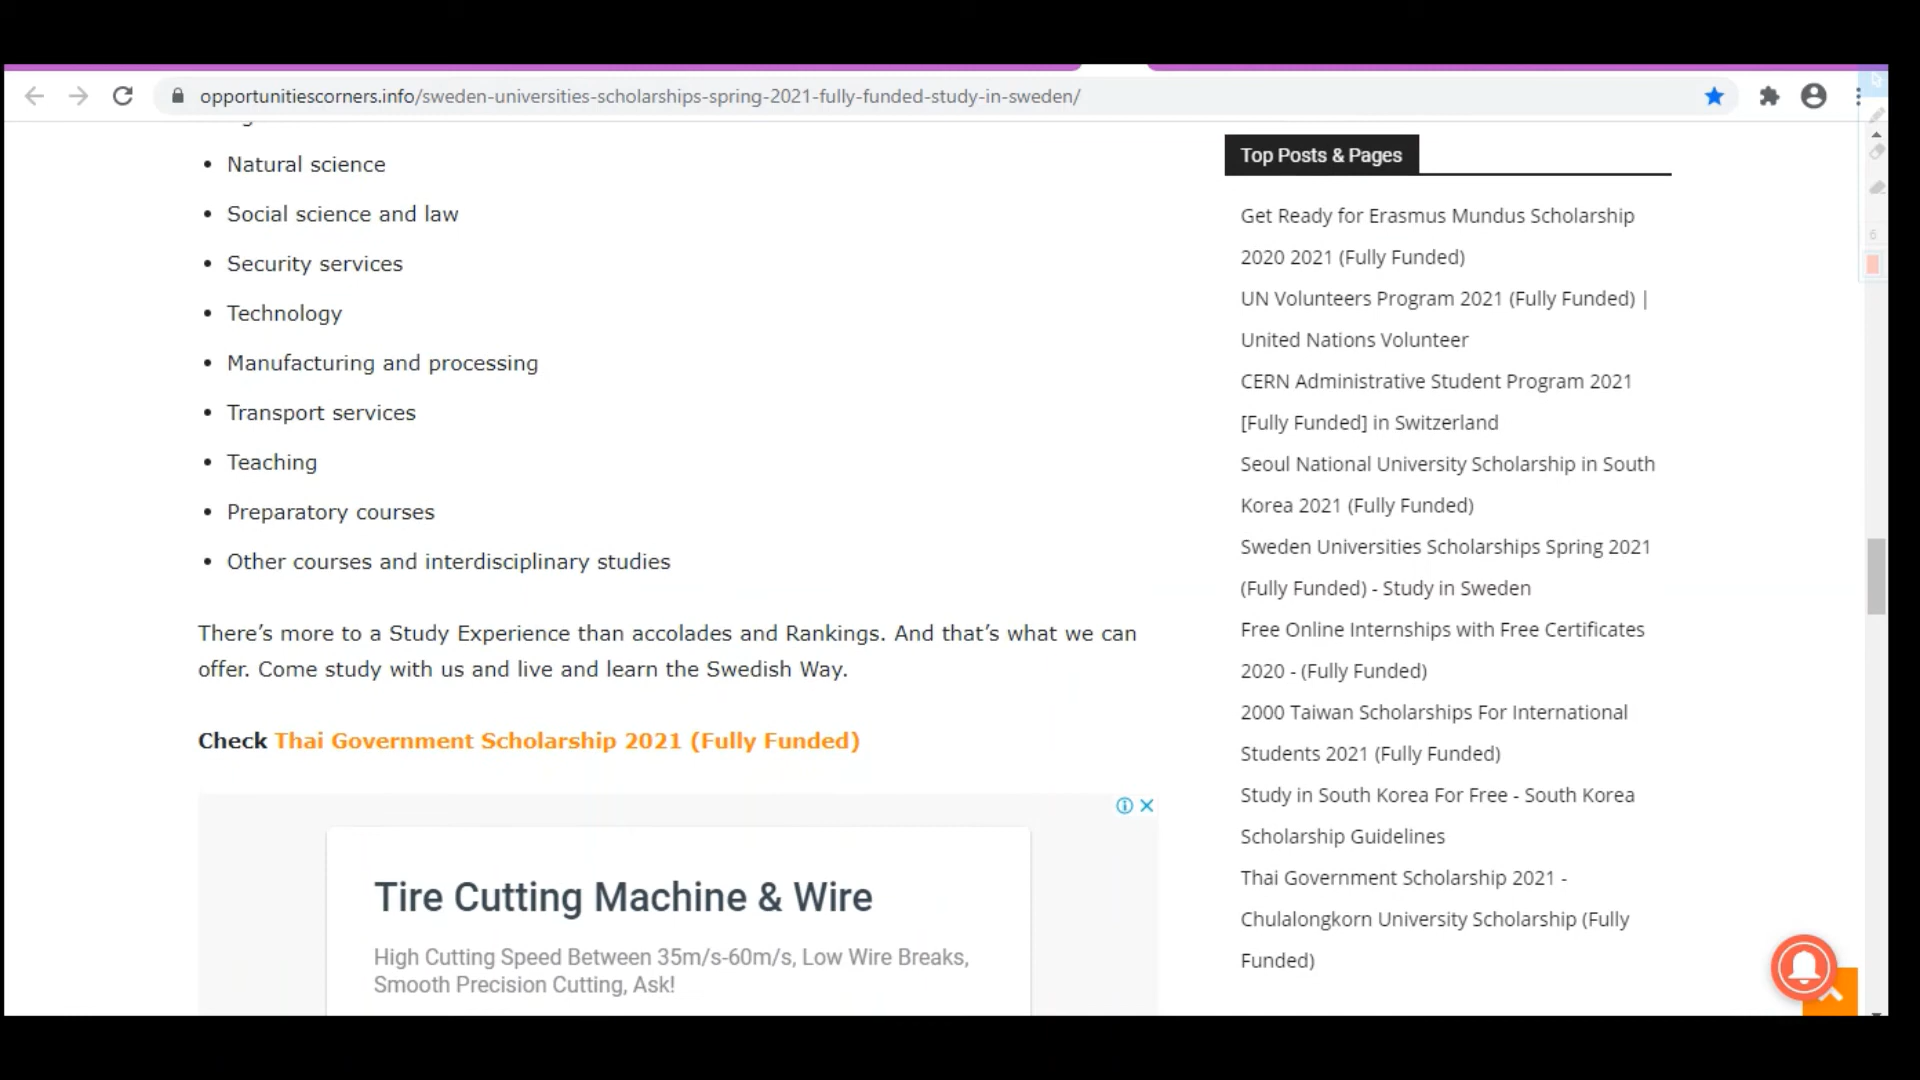 opportunitiescorners.info/sweden-universities-scholarships-spring-2021-fully-funded-study-in-sweden/
• Natural science
• Social science and law
• Security services
• Technology
• Manufacturing and processing
• Transport services
• Teaching
• Preparatory courses
• Other courses and interdisciplinary studies
There’s more to a Study Experience than accolades and Rankings. And that’s what we can
offer. Come study with us and live and learn the Swedish Way.
Check Thai Government Scholarship 2021 (Fully Funded)
Tire Cutting Machine & Wire
High Cutting Speed Between 35m/s-60m/s, Low Wire Breaks,
Smooth Precision Cutting, Ask!
Top Posts & Pages
Get Ready for Erasmus Mundus Scholarship
2020 2021 (Fully Funded)
UN Volunteers Program 2021 (Fully Funded) |
United Nations Volunteer
CERN Administrative Student Program 2021
[Fully Funded] in Switzerland
Seoul National University Scholarship in South
Korea 2021 (Fully Funded)
Sweden Universities Scholarships Spring 2021
(Fully Funded) - Study in Sweden
Free Online Internships with Free Certificates
2020 - (Fully Funded)
2000 Taiwan Scholarships For International
Students 2021 (Fully Funded)
Study in South Korea For Free - South Korea
Scholarship Guidelines
Thai Government Scholarship 2021 -
Chulalongkorn University Scholarship (Fully
Funded)
6